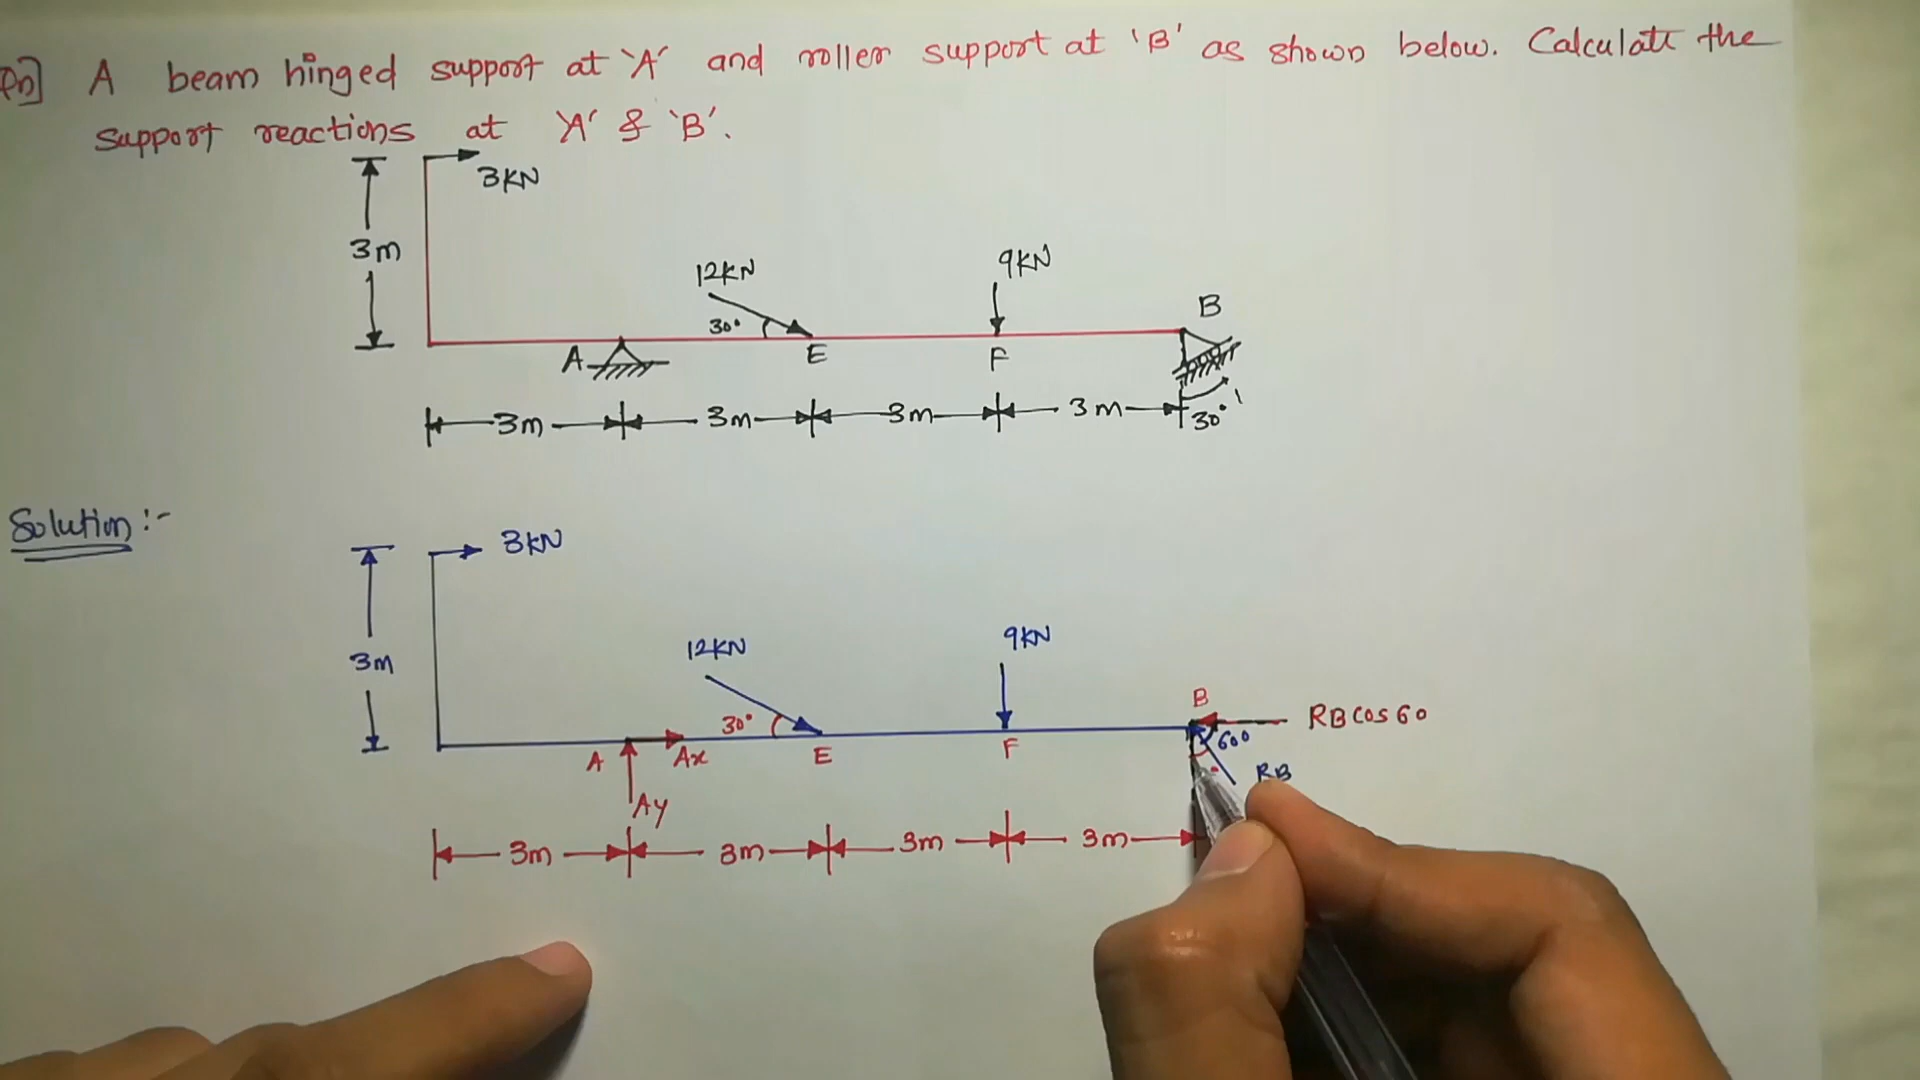 Qn] A beam hinged support at 'A' and roller support at 'B' as shown below. Calculate the
support reactions at 'A' & 'B'.
3KN
3m
12KN
30°
9KN
B
A
E
F
3m
3m
3m
3m
30°
Solution :-
3KN
3m
12KN
30°
9KN
B
RB cos 60
60°
RB
A
Ax
E
F
Ay
3m
3m
3m
3m